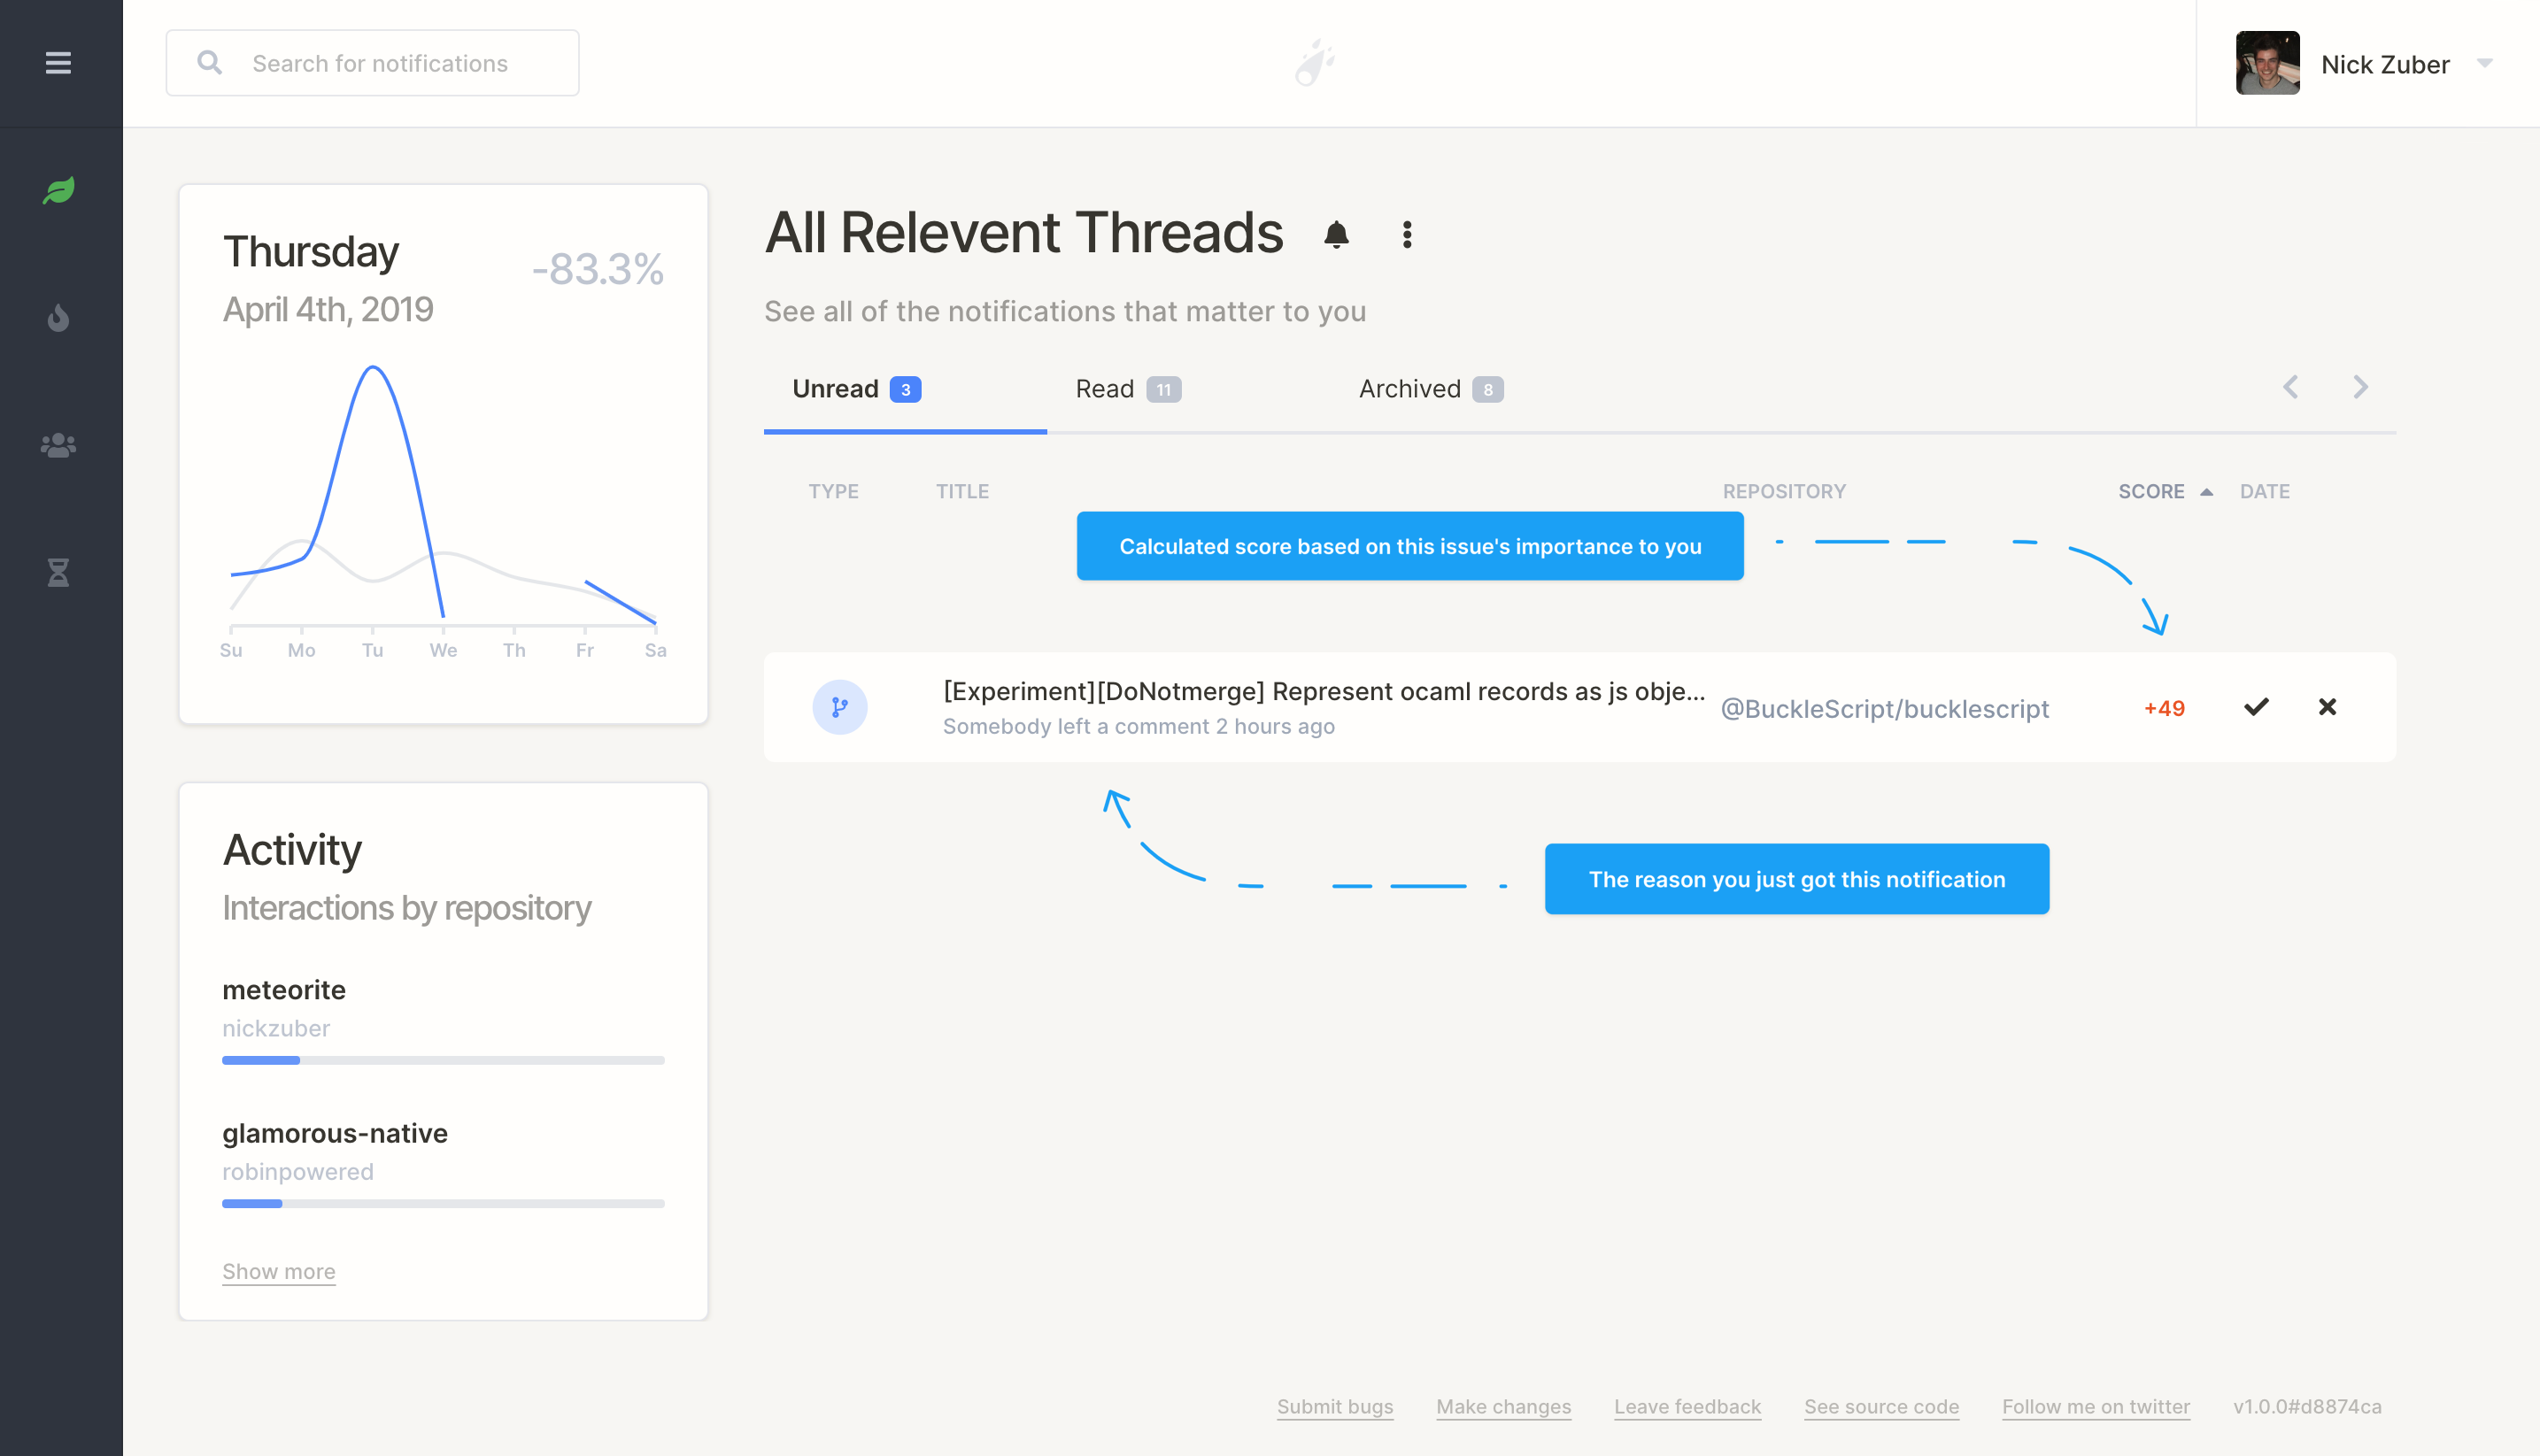 Search for notifications
Nick Zuber
Thursday
-83.3%
April 4th, 2019
Su Mo Tu We Th Fr Sa
Activity
Interactions by repository
meteorite
nickzuber
glamorous-native
robinpowered
Show more
All Relevent Threads
See all of the notifications that matter to you
Unread 3 Read 11 Archived 8
TYPE TITLE REPOSITORY SCORE DATE
Calculated score based on this issue's importance to you
[Experiment][DoNotmerge] Represent ocaml records as js obje...
Somebody left a comment 2 hours ago
@BuckleScript/bucklescript
+49
The reason you just got this notification
Submit bugs Make changes Leave feedback See source code Follow me on twitter v1.0.0#d8874ca